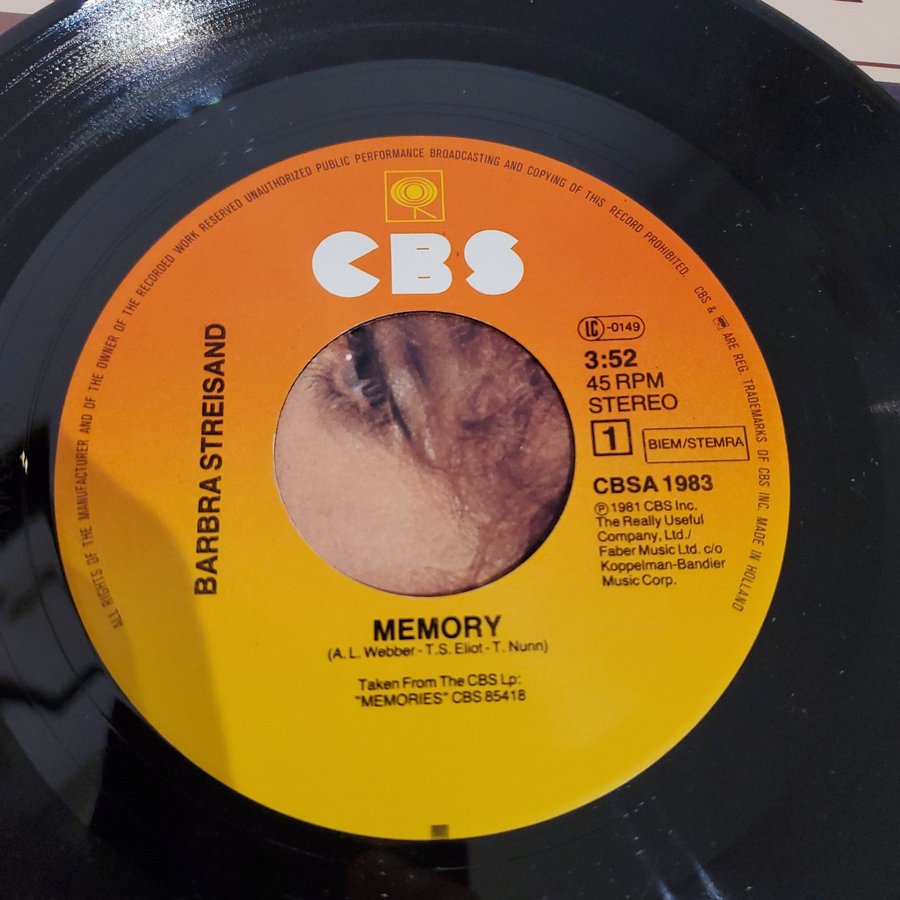 ALL RIGHTS OF THE MANUFACTURER AND OF THE OWNER OF THE RECORDED WORK RESERVED UNAUTHORIZED PUBLIC PERFORMANCE BROADCASTING AND COPYING OF THIS RECORD PROHIBITED.
CBS & ARE REG. TRADEMARKS OF CBS INC. MADE IN HOLLAND
CBS
BARBRA STREISAND
LC-0149
3:52
45 RPM
STEREO
1
BIEM/STEMRA
CBSA 1983
℗ 1981 CBS Inc.
The Really Useful
Company, Ltd./
Faber Music Ltd. c/o
Koppelman-Bandier
Music Corp.
MEMORY
(A. L. Webber - T.S. Eliot - T. Nunn)
Taken From The CBS Lp:
"MEMORIES" CBS 85418